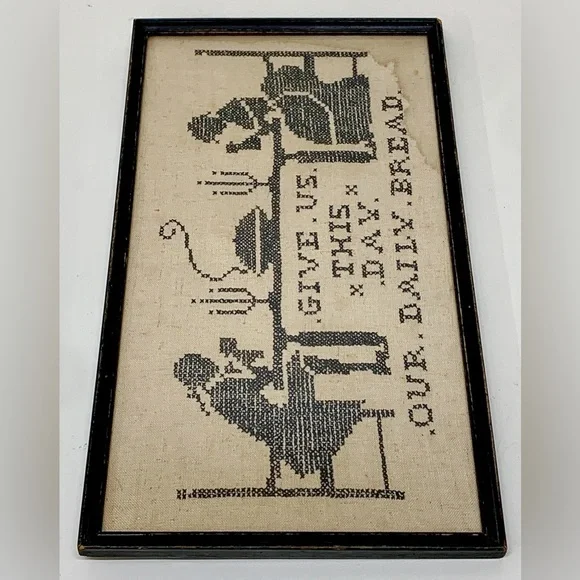 .GIVE.US.
×THIS×
×.DAY.
.OUR..DAILY.BREAD.